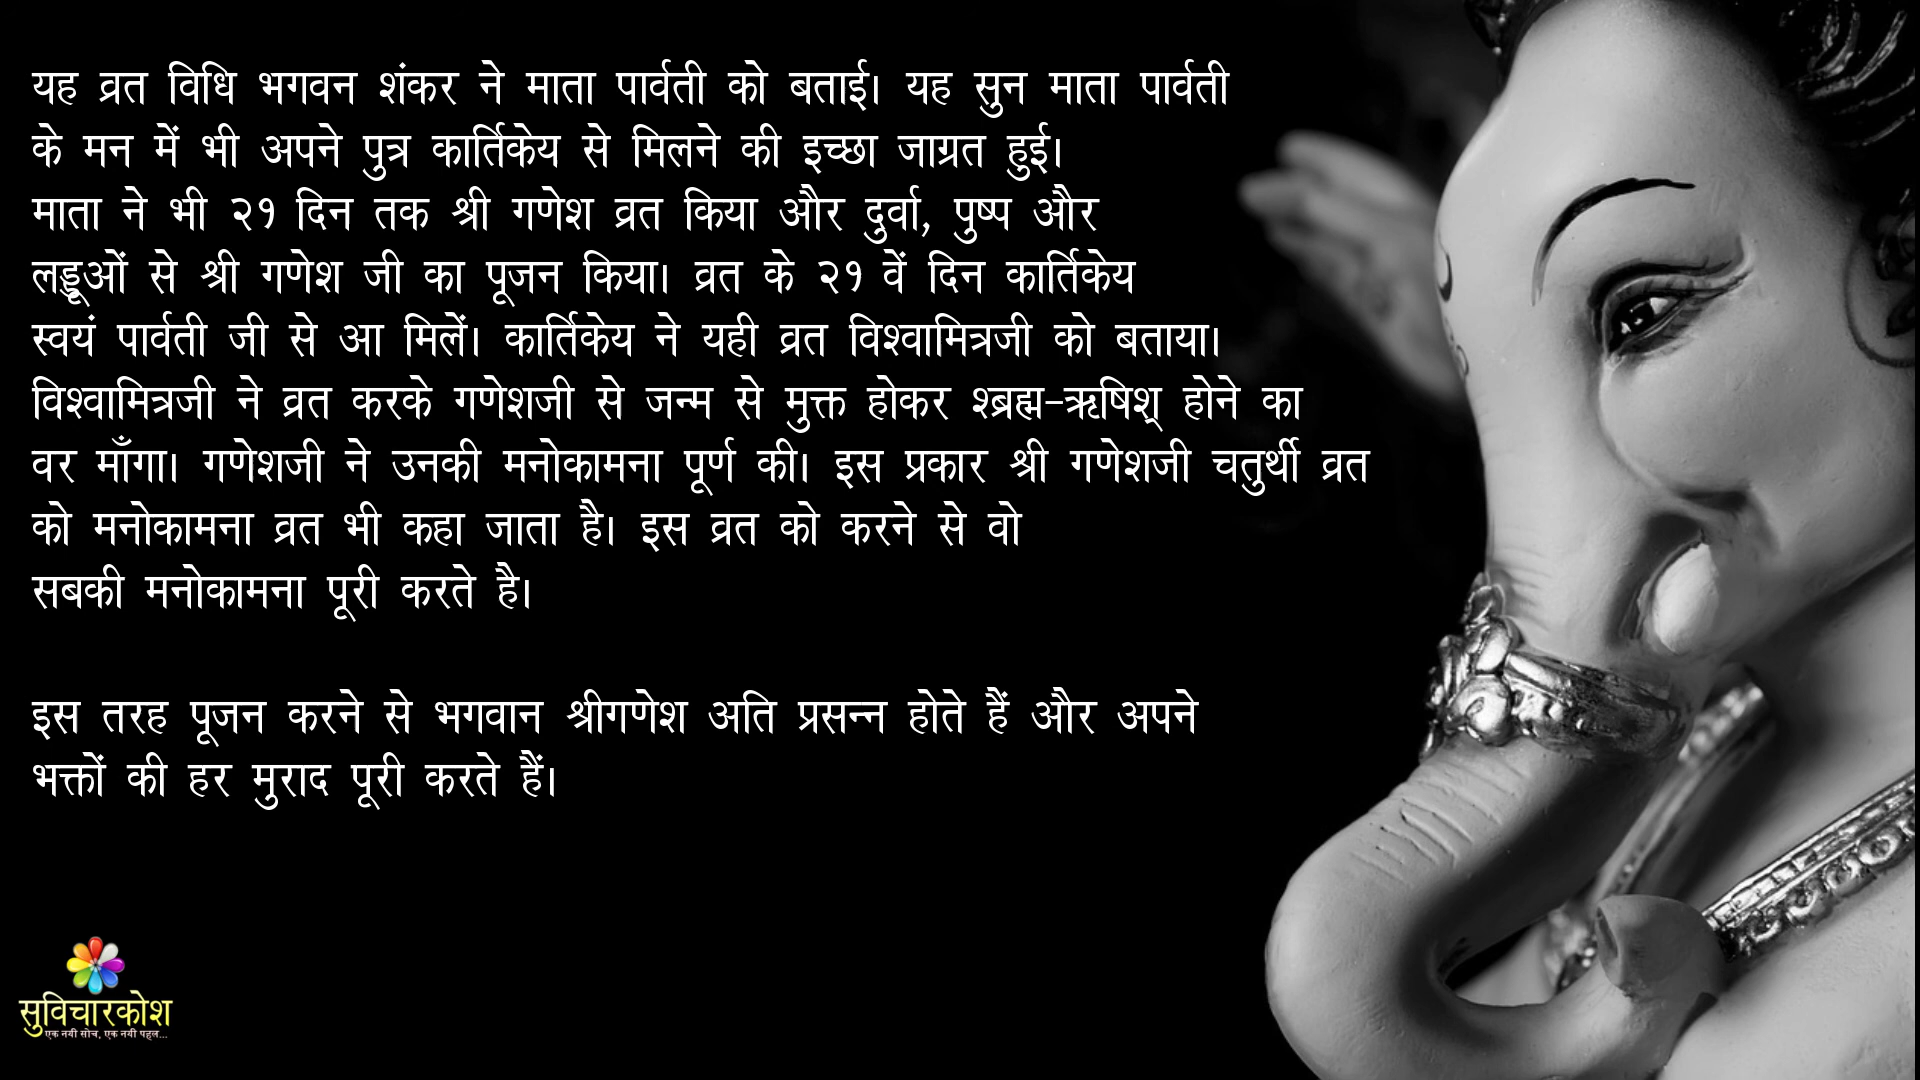 यह व्रत विधि भगवन शंकर ने माता पार्वती को बताई। यह सुन माता पार्वती
के मन में भी अपने पुत्र कार्तिकेय से मिलने की इच्छा जाग्रत हुई।
माता ने भी २१ दिन तक श्री गणेश व्रत किया और दुर्वा, पुष्प और
लड्डूओं से श्री गणेश जी का पूजन किया। व्रत के २१ वें दिन कार्तिकेय
स्वयं पार्वती जी से आ मिलें। कार्तिकेय ने यही व्रत विश्वामित्रजी को बताया।
विश्वामित्रजी ने व्रत करके गणेशजी से जन्म से मुक्त होकर श्ब्रह्म-ऋषिश् होने का
वर माँगा। गणेशजी ने उनकी मनोकामना पूर्ण की। इस प्रकार श्री गणेशजी चतुर्थी व्रत
को मनोकामना व्रत भी कहा जाता है। इस व्रत को करने से वो
सबकी मनोकामना पूरी करते है।
इस तरह पूजन करने से भगवान श्रीगणेश अति प्रसन्न होते हैं और अपने
भक्तों की हर मुराद पूरी करते हैं।
सुविचारकोश
एक नयी सोच, एक नयी पहल...